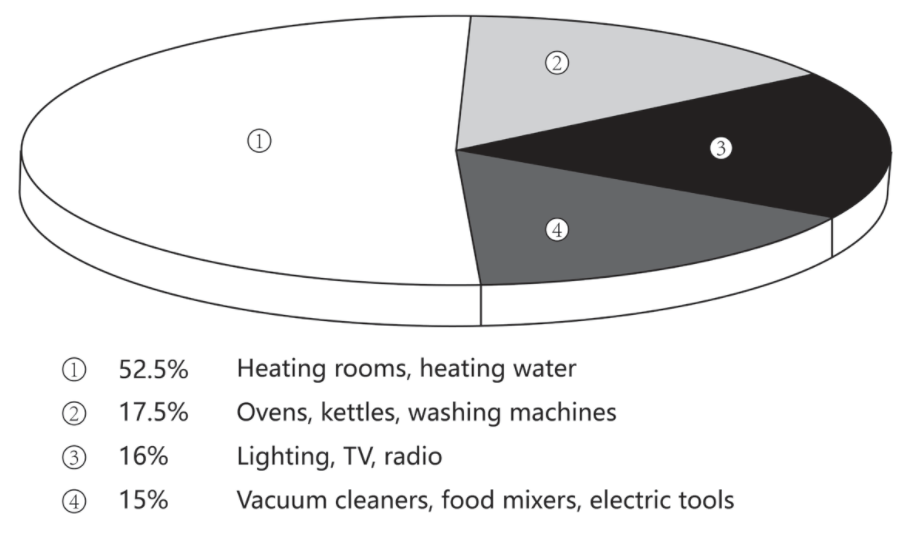 ①
②
③
④
① 52.5% Heating rooms, heating water
② 17.5% Ovens, kettles, washing machines
③ 16% Lighting, TV, radio
④ 15% Vacuum cleaners, food mixers, electric tools